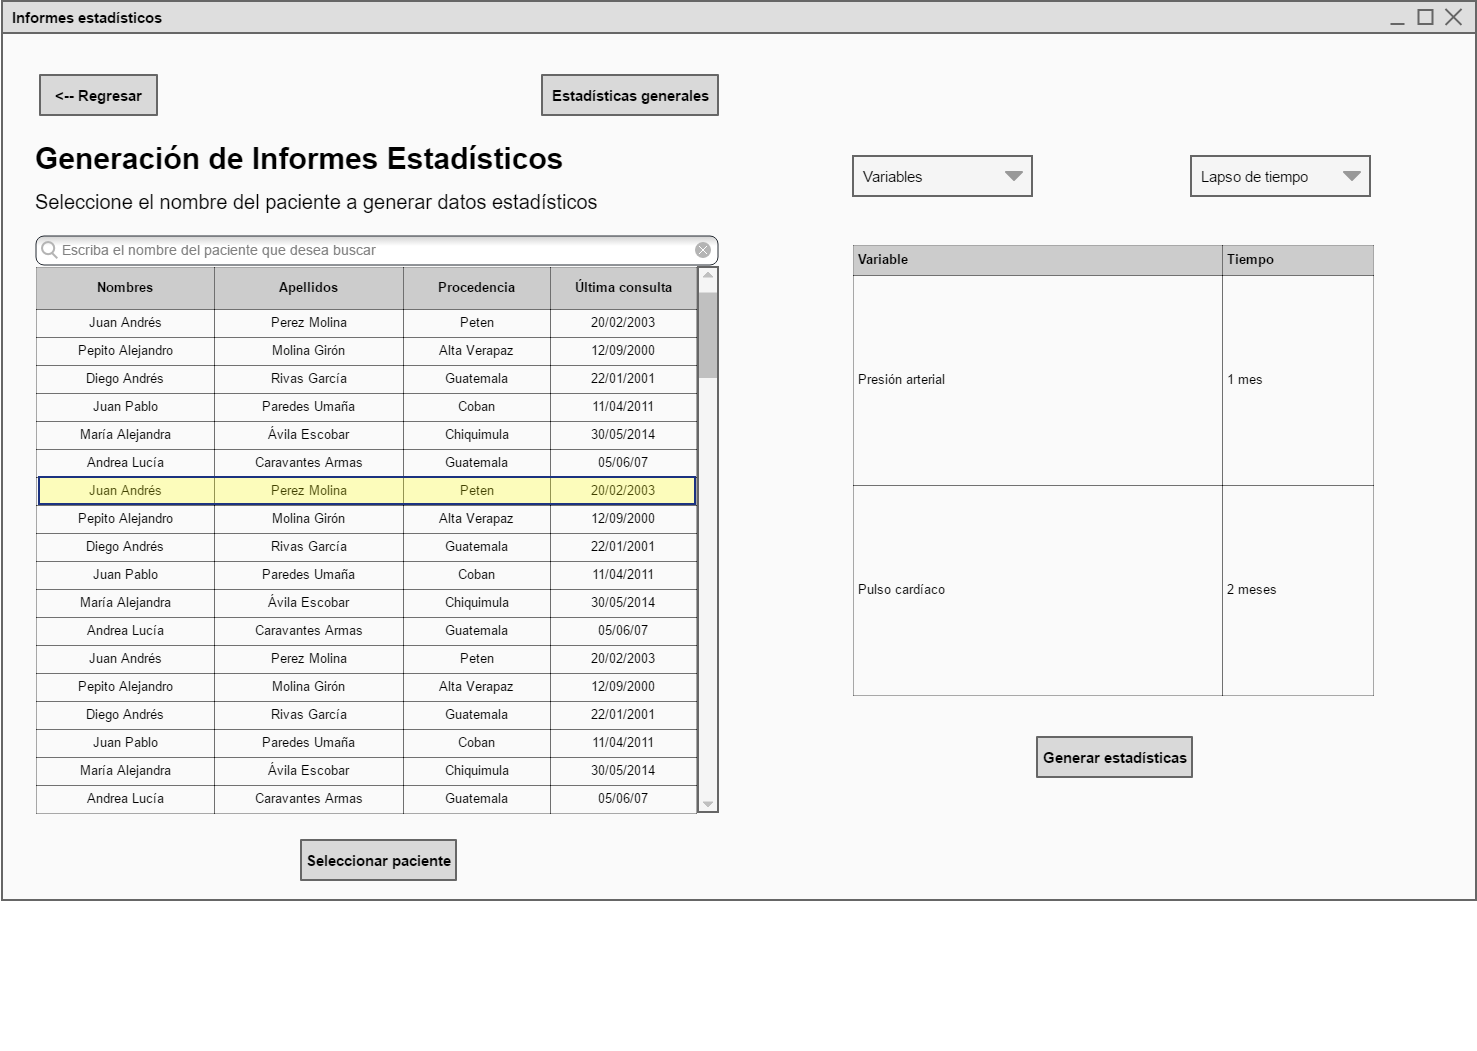 Informes estadísticos
<-- Regresar
Estadísticas generales
Generación de Informes Estadísticos
Seleccione el nombre del paciente a generar datos estadísticos
Escriba el nombre del paciente que desea buscar
Nombres Apellidos Procedencia Última consulta
Juan Andrés Perez Molina Peten 20/02/2003
Pepito Alejandro Molina Girón Alta Verapaz 12/09/2000
Diego Andrés Rivas García Guatemala 22/01/2001
Juan Pablo Paredes Umaña Coban 11/04/2011
María Alejandra Ávila Escobar Chiquimula 30/05/2014
Andrea Lucía Caravantes Armas Guatemala 05/06/07
Juan Andrés Perez Molina Peten 20/02/2003
Pepito Alejandro Molina Girón Alta Verapaz 12/09/2000
Diego Andrés Rivas García Guatemala 22/01/2001
Juan Pablo Paredes Umaña Coban 11/04/2011
María Alejandra Ávila Escobar Chiquimula 30/05/2014
Andrea Lucía Caravantes Armas Guatemala 05/06/07
Juan Andrés Perez Molina Peten 20/02/2003
Pepito Alejandro Molina Girón Alta Verapaz 12/09/2000
Diego Andrés Rivas García Guatemala 22/01/2001
Juan Pablo Paredes Umaña Coban 11/04/2011
María Alejandra Ávila Escobar Chiquimula 30/05/2014
Andrea Lucía Caravantes Armas Guatemala 05/06/07
Seleccionar paciente
Variables
Lapso de tiempo
Variable Tiempo
Presión arterial 1 mes
Pulso cardíaco 2 meses
Generar estadísticas